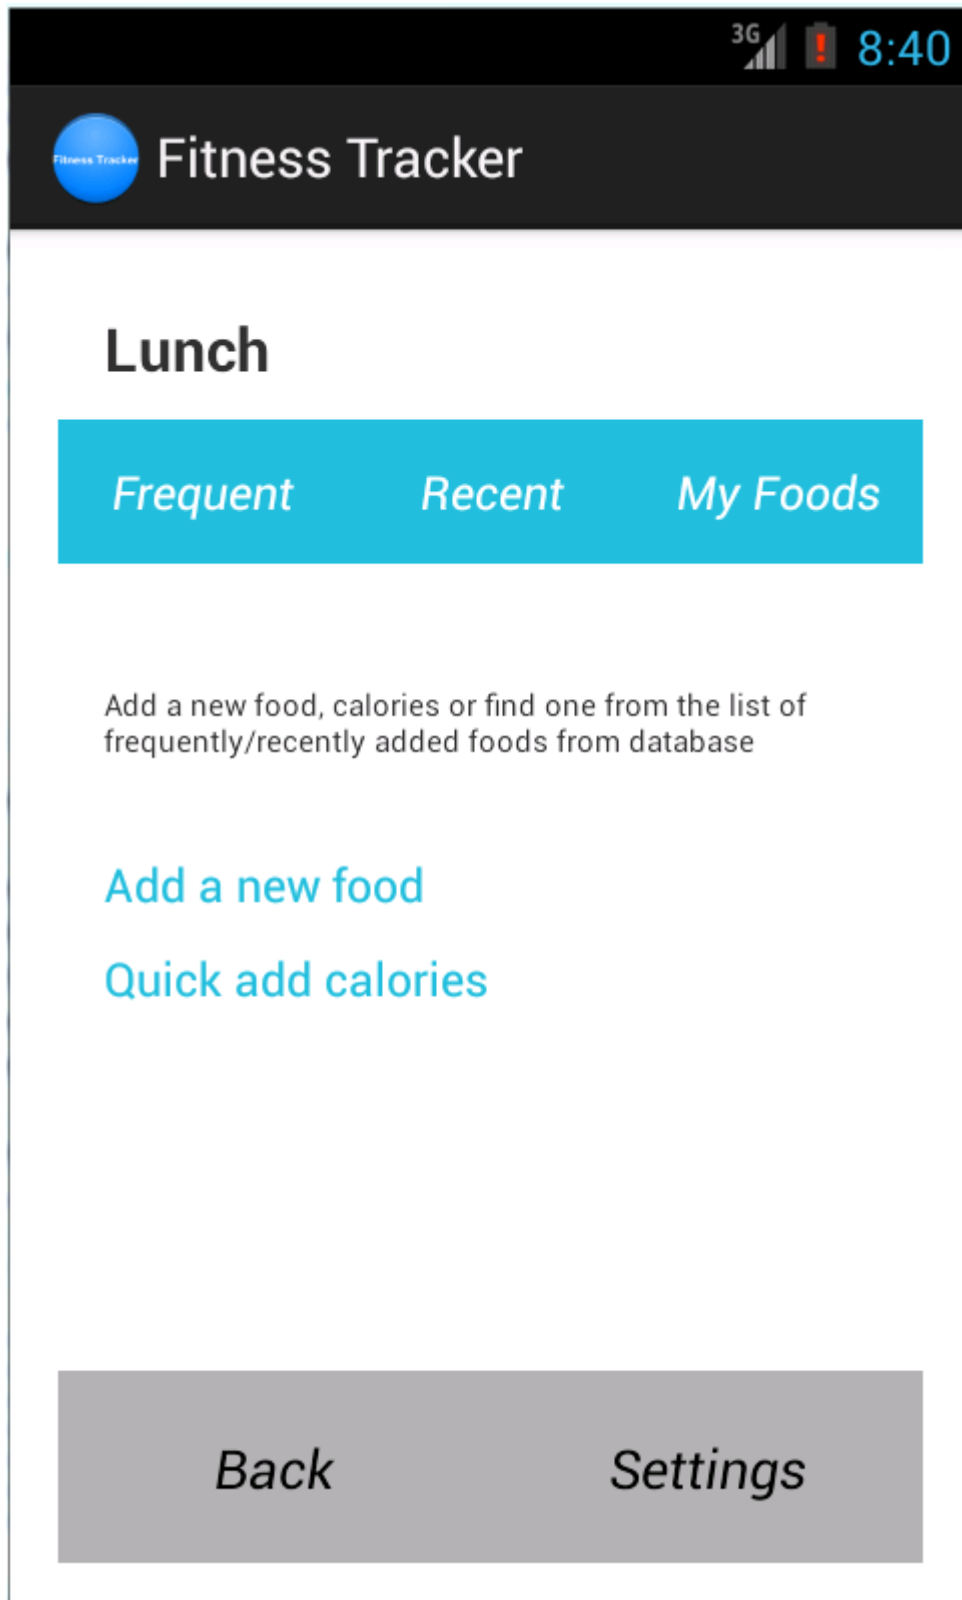 3G 8:40
Fitness Tracker Fitness Tracker
Lunch
Frequent Recent My Foods
Add a new food, calories or find one from the list of
frequently/recently added foods from database
Add a new food
Quick add calories
Back Settings